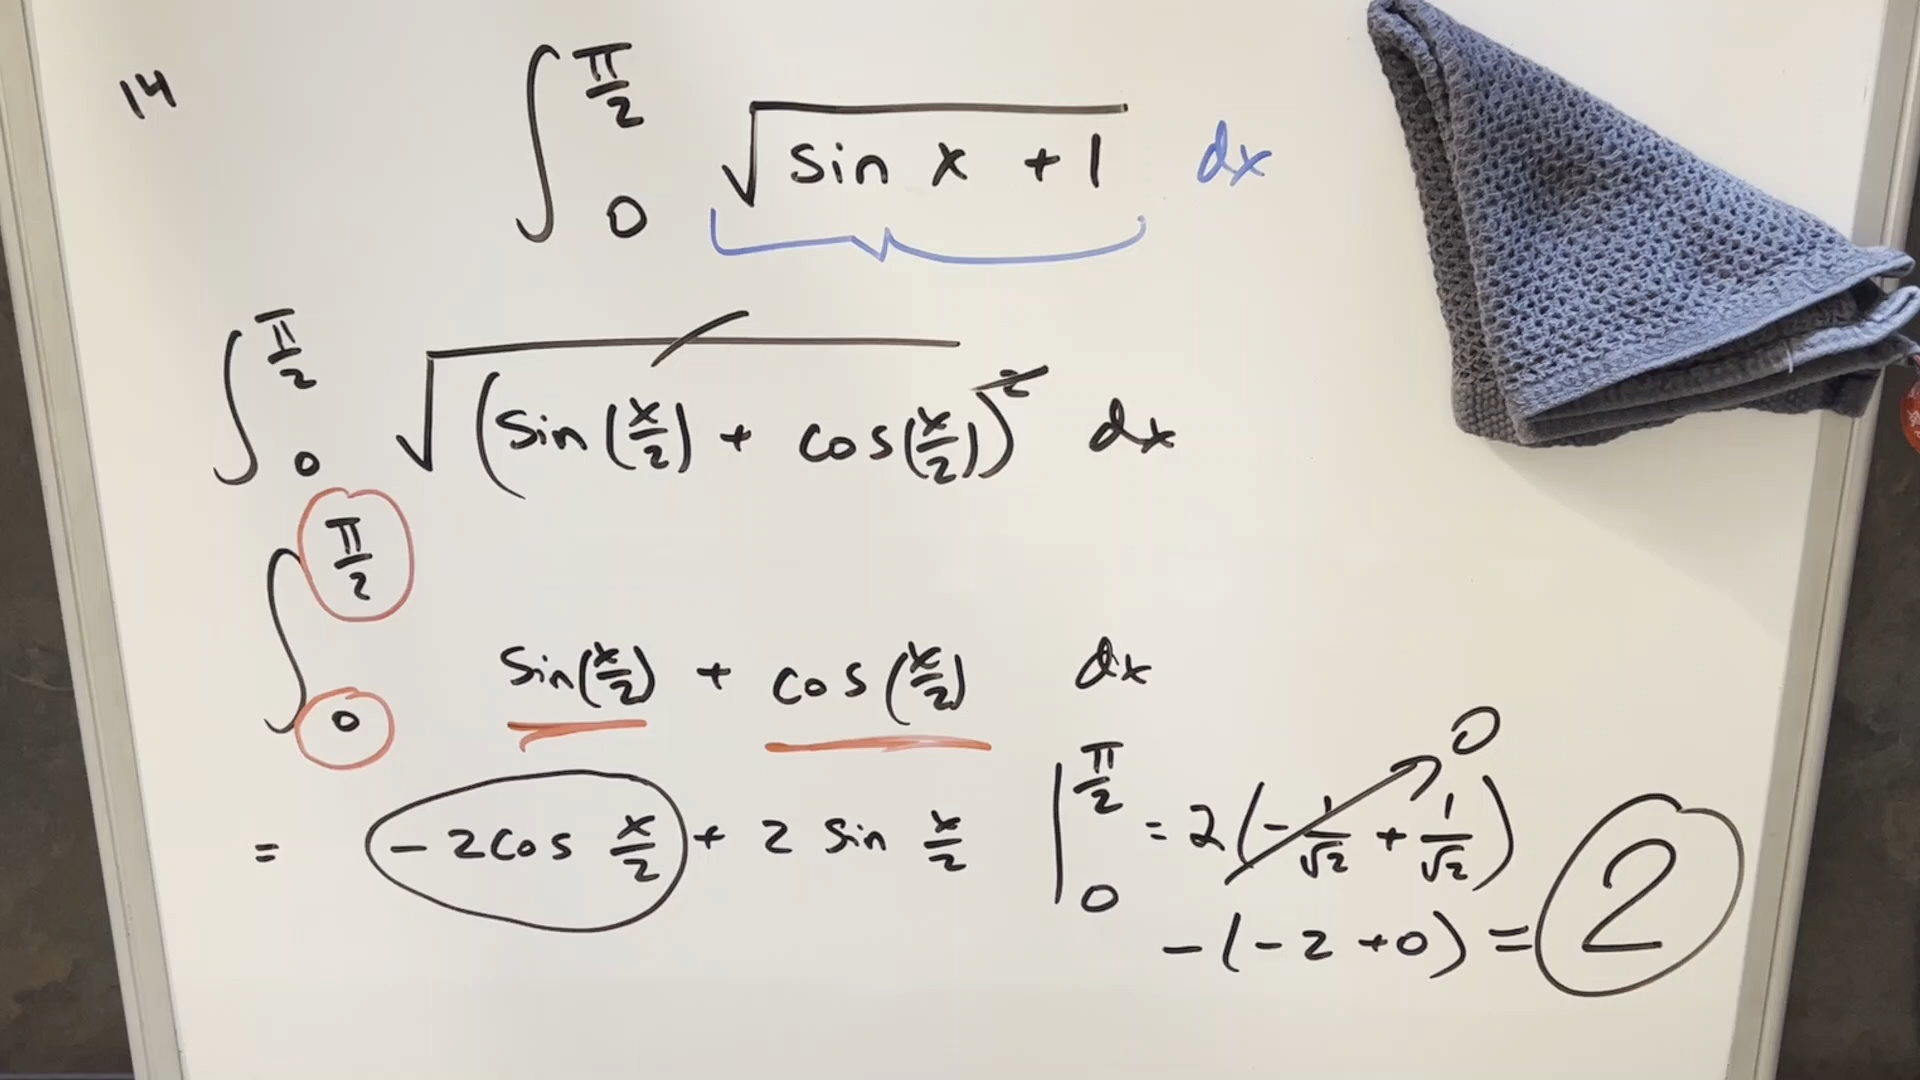 14
∫₀^(π/2) √(sin x + 1) dx
∫₀^(π/2) √((sin(x/2) + cos(x/2))²) dx
∫₀^(π/2) sin(x/2) + cos(x/2) dx
= -2cos x/2 + 2 sin x/2 |₀^(π/2) = 2(-1/√2 + 1/√2) 0
-(-2+0) = 2